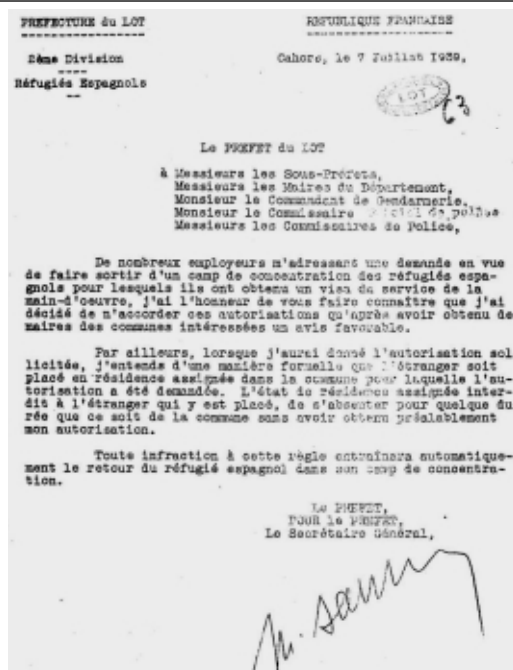 PREFECTURE du LOT
REPUBLIQUE FRANCAISE
2ème Division
Réfugiés Espagnols
Cahors, le 7 Juillet 1939,
LOT
63
Le PREFET du LOT
à Messieurs les Sous-Préfets,
Messieurs les Maires du Département,
Monsieur le Commandant de Gendarmerie,
Monsieur le Commissaire Spécial de police
Messieurs les Commissaires de Police,
De nombreux employeurs m'adressant une demande en vue
de faire sortir d'un camp de concentration des réfugiés espa-
gnols pour lesquels ils ont obtenu un visa du service de la
main-d'oeuvre, j'ai l'honneur de vous faire connaître que j'ai
décidé de n'accorder ces autorisations qu'après avoir obtenu de
maires des communes intéressées un avis favorable.
Par ailleurs, lorsque j'aurai donné l'autorisation sol
licitée, j'entends d'une manière formelle que l'étranger soit
placé en résidence assignée dans la commune pour laquelle l'au-
torisation a été demandée. L'état de résidence assignée inter-
dit à l'étranger qui y est placé, de s'absenter pour quelque du
rée que ce soit de la commune sans avoir obtenu préalablement
mon autorisation.
Toute infraction à cette règle entraînera automatique-
ment le retour du réfugié espagnol dans son camp de concentra-
tion.
Le PREFET,
POUR le PREFET,
Le Secrétaire Général,